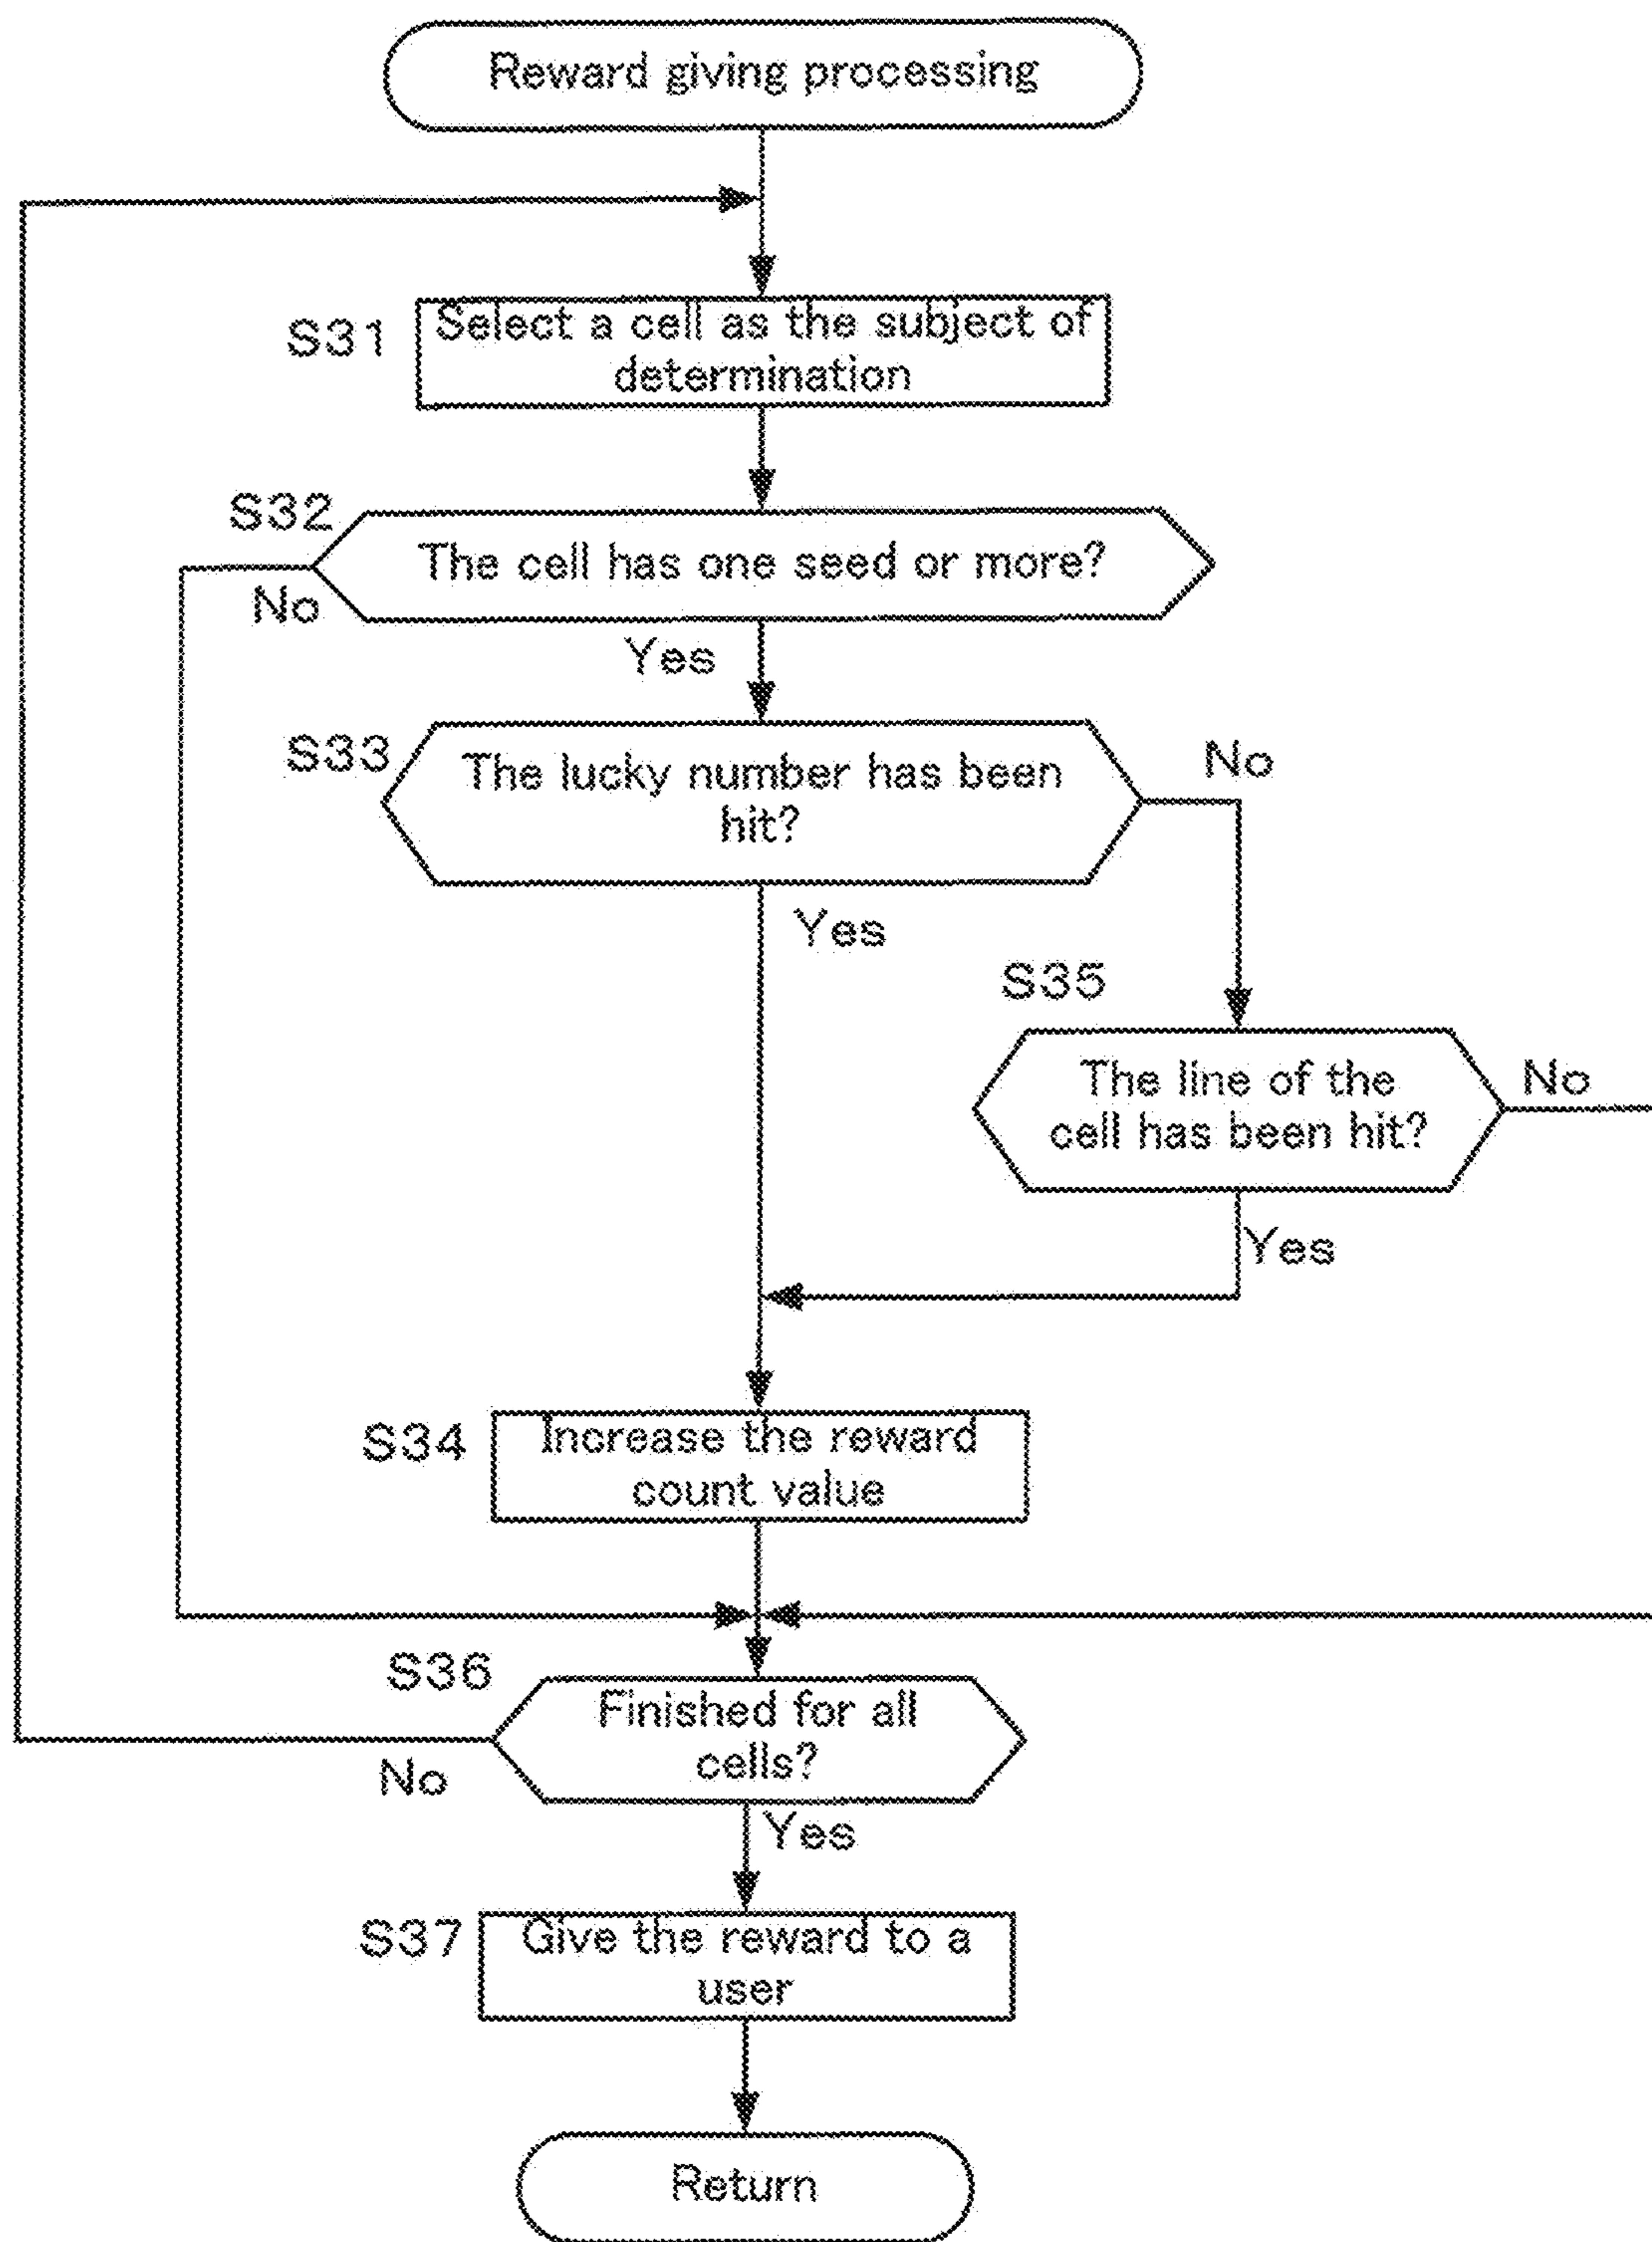 Reward giving processing
S31
Select a cell as the subject of
determination
S32
The cell has one seed or more?
No
Yes
S33
The lucky number has been
hit?
No
Yes
S35
The line of the
cell has been hit?
No
Yes
S34
Increase the reward
count value
S36
Finished for all
cells?
No
Yes
S37
Give the reward to a
user
Return